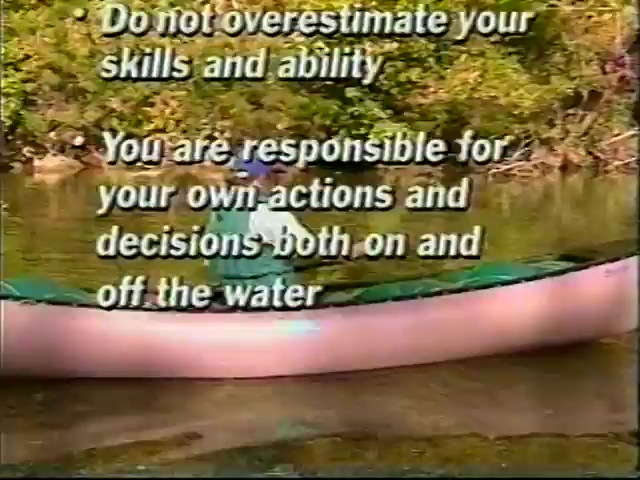 • Do not overestimate your
skills and ability
• You are responsible for
your own actions and
decisions both on and
off the water